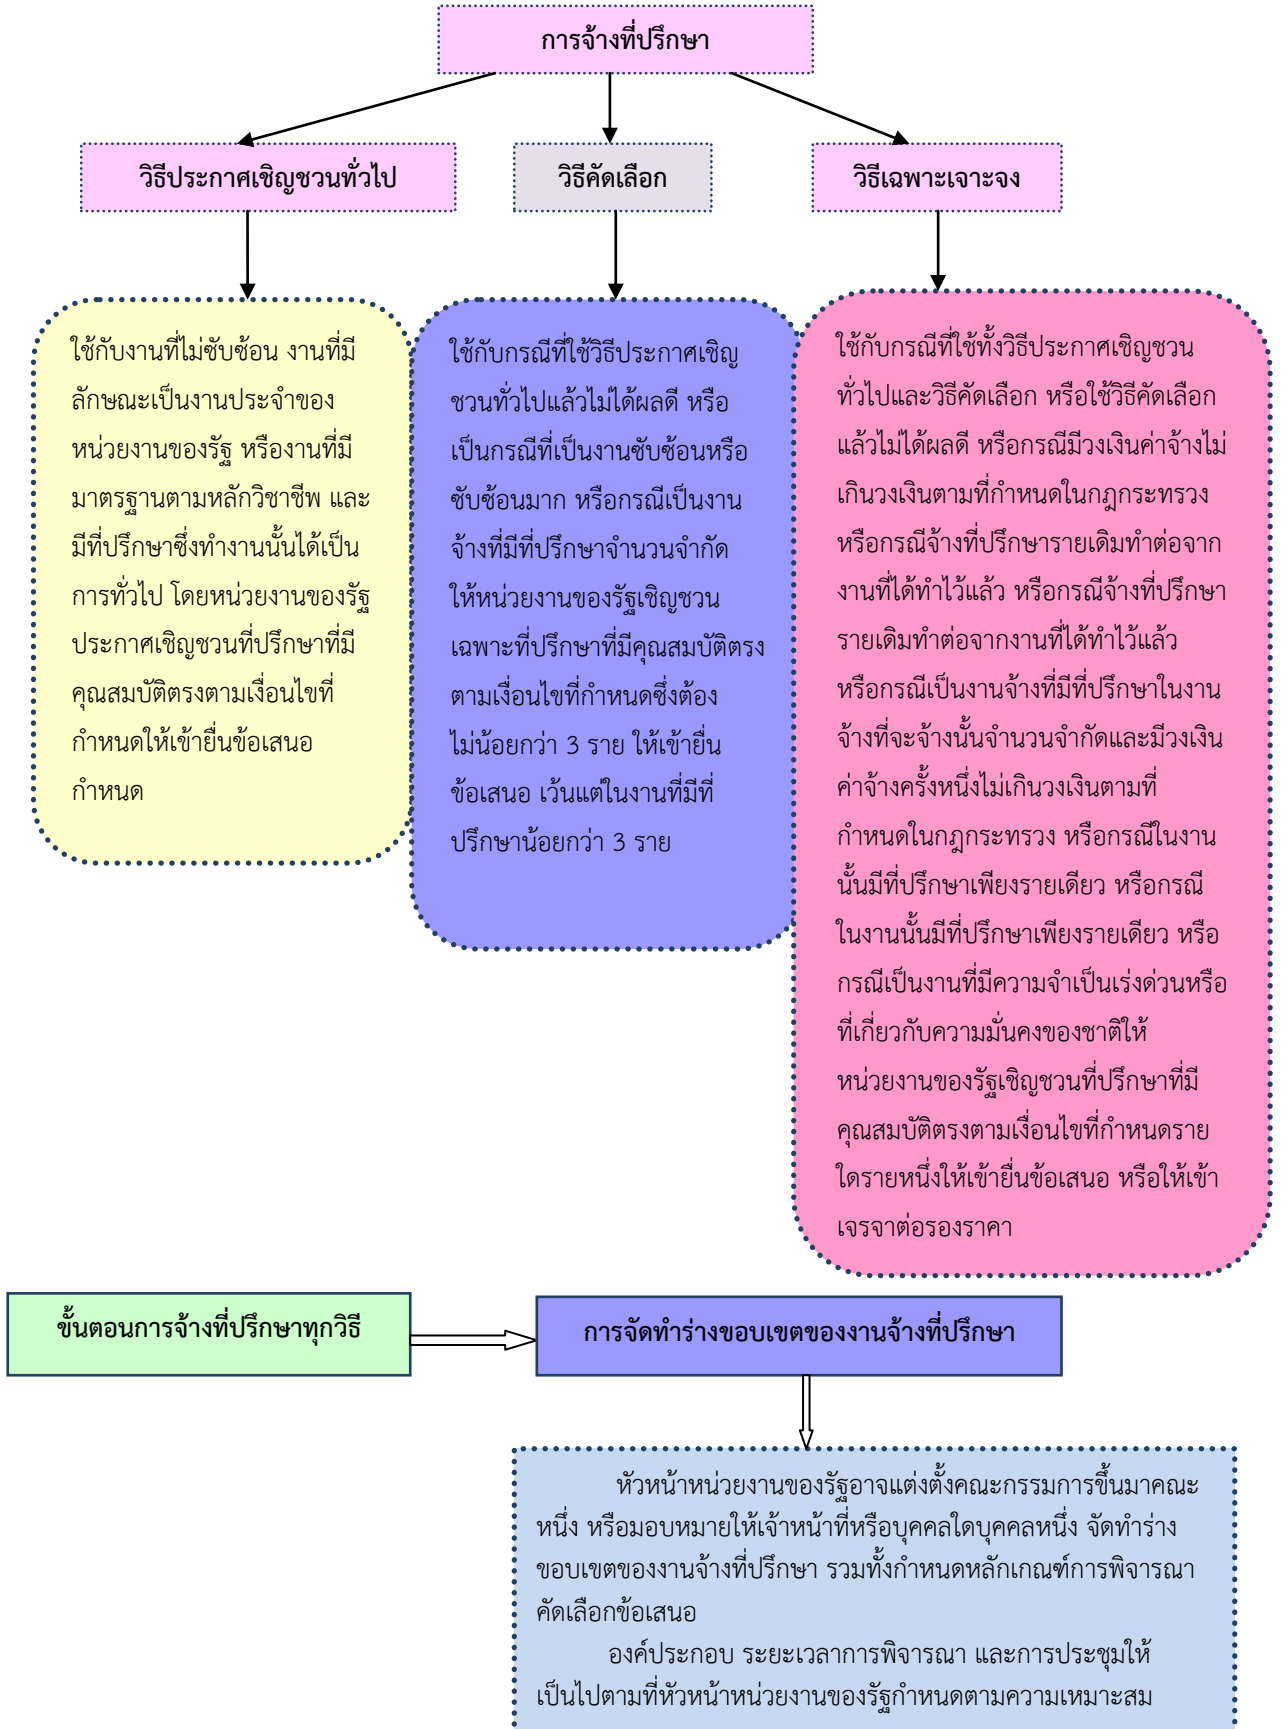 การจ้างที่ปรึกษา
วิธีประกาศเชิญชวนทั่วไป
วิธีคัดเลือก
วิธีเฉพาะเจาะจง
ใช้กับงานที่ไม่ซับซ้อน งานที่มี
ลักษณะเป็นงานประจำของ
หน่วยงานของรัฐ หรืองานที่มี
มาตรฐานตามหลักวิชาชีพ และ
มีที่ปรึกษาซึ่งทำงานนั้นได้เป็น
การทั่วไป โดยหน่วยงานของรัฐ
ประกาศเชิญชวนที่ปรึกษาที่มี
คุณสมบัติตรงตามเงื่อนไขที่
กำหนดให้เข้ายื่นข้อเสนอ
กำหนด
ใช้กับกรณีที่ใช้วิธีประกาศเชิญ
ชวนทั่วไปแล้วไม่ได้ผลดี หรือ
เป็นกรณีที่เป็นงานซับซ้อนหรือ
ซับซ้อนมาก หรือกรณีเป็นงาน
จ้างที่มีที่ปรึกษาจำนวนจำกัด
ให้หน่วยงานของรัฐเชิญชวน
เฉพาะที่ปรึกษาที่มีคุณสมบัติตรง
ตามเงื่อนไขที่กำหนดซึ่งต้อง
ไม่น้อยกว่า 3 ราย ให้เข้ายื่น
ข้อเสนอ เว้นแต่ในงานที่มีที่
ปรึกษาน้อยกว่า 3 ราย
ใช้กับกรณีที่ใช้ทั้งวิธีประกาศเชิญชวน
ทั่วไปและวิธีคัดเลือก หรือใช้วิธีคัดเลือก
แล้วไม่ได้ผลดี หรือกรณีมีวงเงินค่าจ้างไม่
เกินวงเงินตามที่กำหนดในกฎกระทรวง
หรือกรณีจ้างที่ปรึกษารายเดิมทำต่อจาก
งานที่ได้ทำไว้แล้ว หรือกรณีจ้างที่ปรึกษา
รายเดิมทำต่อจากงานที่ได้ทำไว้แล้ว
หรือกรณีเป็นงานจ้างที่มีที่ปรึกษาในงาน
จ้างที่จะจ้างนั้นจำนวนจำกัดและมีวงเงิน
ค่าจ้างครั้งหนึ่งไม่เกินวงเงินตามที่
กำหนดในกฎกระทรวง หรือกรณีในงาน
นั้นมีที่ปรึกษาเพียงรายเดียว หรือกรณี
ในงานนั้นมีที่ปรึกษาเพียงรายเดียว หรือ
กรณีเป็นงานที่มีความจำเป็นเร่งด่วนหรือ
ที่เกี่ยวกับความมั่นคงของชาติให้
หน่วยงานของรัฐเชิญชวนที่ปรึกษาที่มี
คุณสมบัติตรงตามเงื่อนไขที่กำหนดราย
ใดรายหนึ่งให้เข้ายื่นข้อเสนอ หรือให้เข้า
เจรจาต่อรองราคา
ขั้นตอนการจ้างที่ปรึกษาทุกวิธี
การจัดทำร่างขอบเขตของงานจ้างที่ปรึกษา
หัวหน้าหน่วยงานของรัฐอาจแต่งตั้งคณะกรรมการขึ้นมาคณะ
หนึ่ง หรือมอบหมายให้เจ้าหน้าที่หรือบุคคลใดบุคคลหนึ่ง จัดทำร่าง
ขอบเขตของงานจ้างที่ปรึกษา รวมทั้งกำหนดหลักเกณฑ์การพิจารณา
คัดเลือกข้อเสนอ
องค์ประกอบ ระยะเวลาการพิจารณา และการประชุมให้
เป็นไปตามที่หัวหน้าหน่วยงานของรัฐกำหนดตามความเหมาะสม